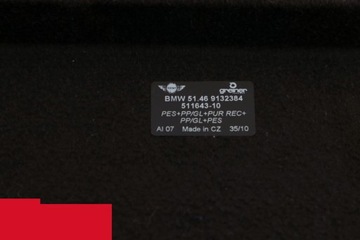 MINI greiner
BMW 51.46 9132384
511643-10
PES+PP/GL+PUR REC+
PP/GL+PES
AI 07 Made in CZ 35/10